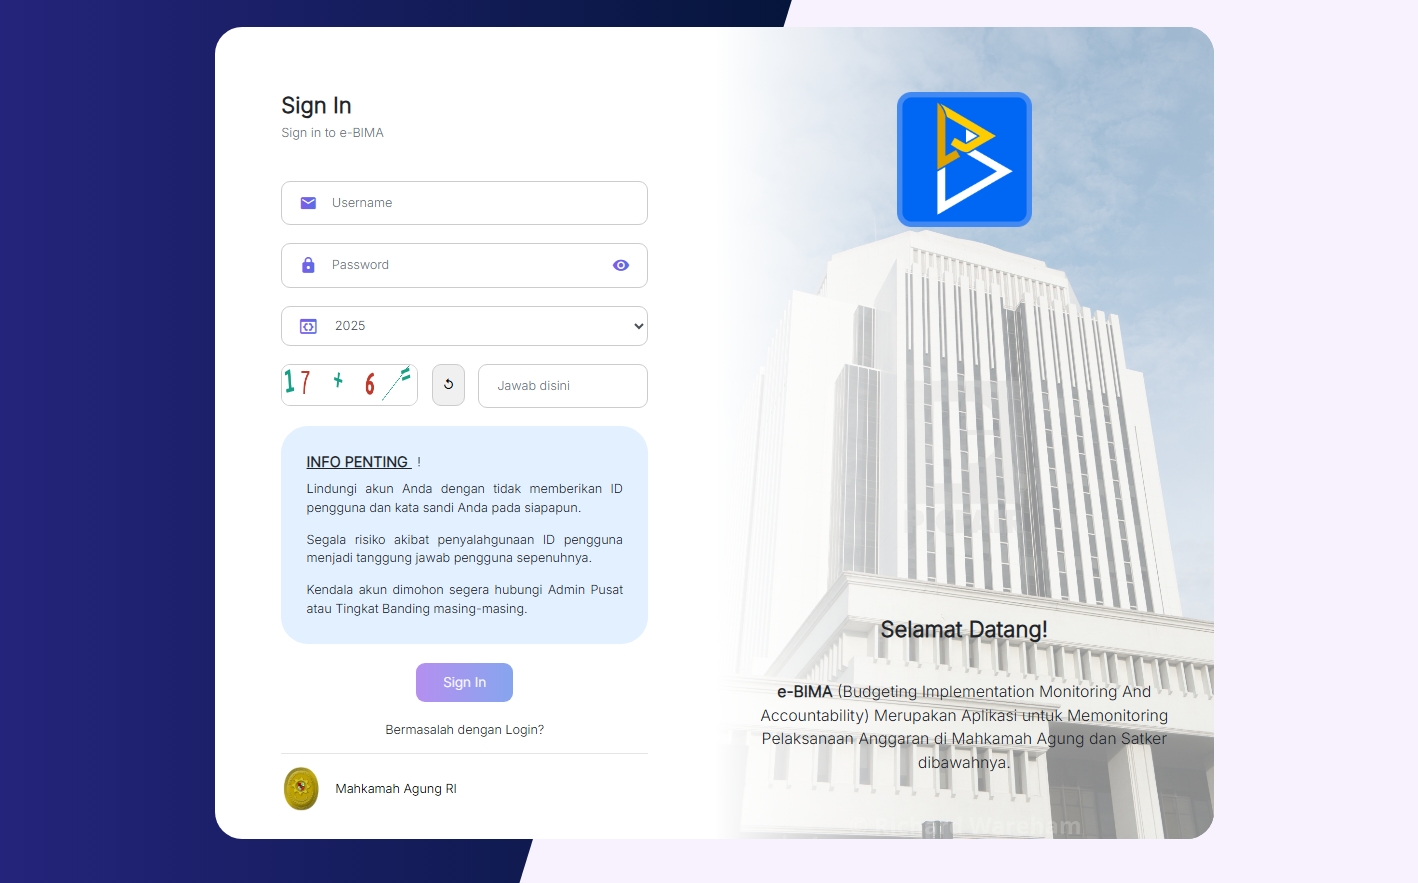 Sign In
Sign in to e-BIMA
Username
Password
2025
17 + 6 =
Jawab disini
INFO PENTING !
Lindungi akun Anda dengan tidak memberikan ID
pengguna dan kata sandi Anda pada siapapun.
Segala risiko akibat penyalahgunaan ID pengguna
menjadi tanggung jawab pengguna sepenuhnya.
Kendala akun dimohon segera hubungi Admin Pusat
atau Tingkat Banding masing-masing.
Sign In
Bermasalah dengan Login?
Mahkamah Agung RI
Selamat Datang!
e-BIMA (Budgeting Implementation Monitoring And
Accountability) Merupakan Aplikasi untuk Memonitoring
Pelaksanaan Anggaran di Mahkamah Agung dan Satker
dibawahnya.